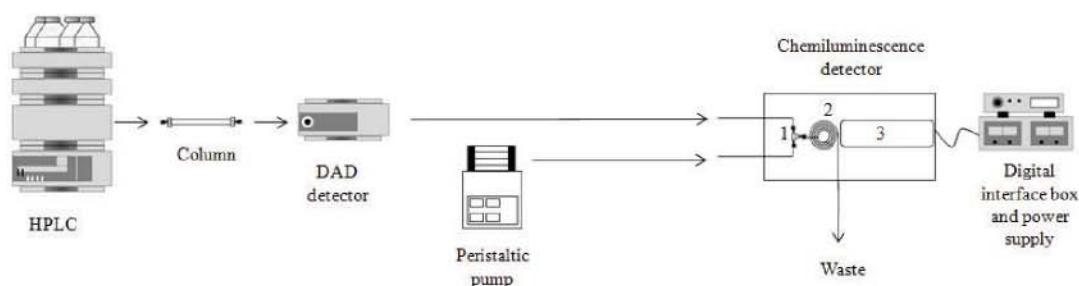 HPLC
Column
DAD
detector
Peristaltic
pump
Chemiluminescence
detector
1
2
3
Waste
Digital
interface box
and power
supply